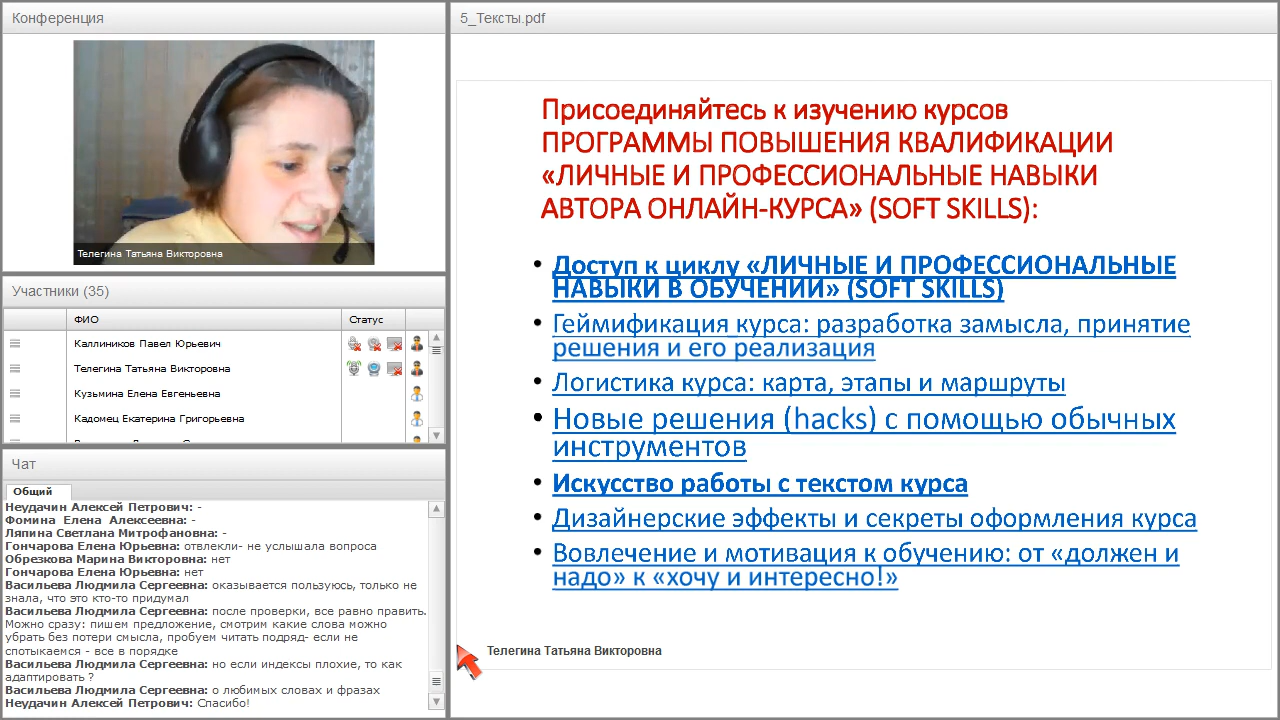 Конференция
Телегина Татьяна Викторовна
Участники (35)
ФИО Статус
Каллиников Павел Юрьевич
Телегина Татьяна Викторовна
Кузьмина Елена Евгеньевна
Кадомец Екатерина Григорьевна
Чат
Общий
Неудачин Алексей Петрович: -
Фомина Елена Алексеевна: -
Ляпина Светлана Митрофановна: -
Гончарова Елена Юрьевна: отвлекли- не услышала вопроса
Обрезкова Марина Викторовна: нет
Гончарова Елена Юрьевна: нет
Васильева Людмила Сергеевна: оказывается пользуюсь, только не
знала, что это кто-то придумал
Васильева Людмила Сергеевна: после проверки, все равно править.
Можно сразу: пишем предложение, смотрим какие слова можно
убрать без потери смысла, пробуем читать подряд- если не
спотыкаемся - все в порядке
Васильева Людмила Сергеевна: но если индексы плохие, то как
адаптировать ?
Васильева Людмила Сергеевна: о любимых словах и фразах
Неудачин Алексей Петрович: Спасибо!
5_Тексты.pdf
Присоединяйтесь к изучению курсов
ПРОГРАММЫ ПОВЫШЕНИЯ КВАЛИФИКАЦИИ
«ЛИЧНЫЕ И ПРОФЕССИОНАЛЬНЫЕ НАВЫКИ
АВТОРА ОНЛАЙН-КУРСА» (SOFT SKILLS):
• Доступ к циклу «ЛИЧНЫЕ И ПРОФЕССИОНАЛЬНЫЕ
НАВЫКИ В ОБУЧЕНИИ» (SOFT SKILLS)
• Геймификация курса: разработка замысла, принятие
решения и его реализация
• Логистика курса: карта, этапы и маршруты
• Новые решения (hacks) с помощью обычных
инструментов
• Искусство работы с текстом курса
• Дизайнерские эффекты и секреты оформления курса
• Вовлечение и мотивация к обучению: от «должен и
надо» к «хочу и интересно!»
Телегина Татьяна Викторовна